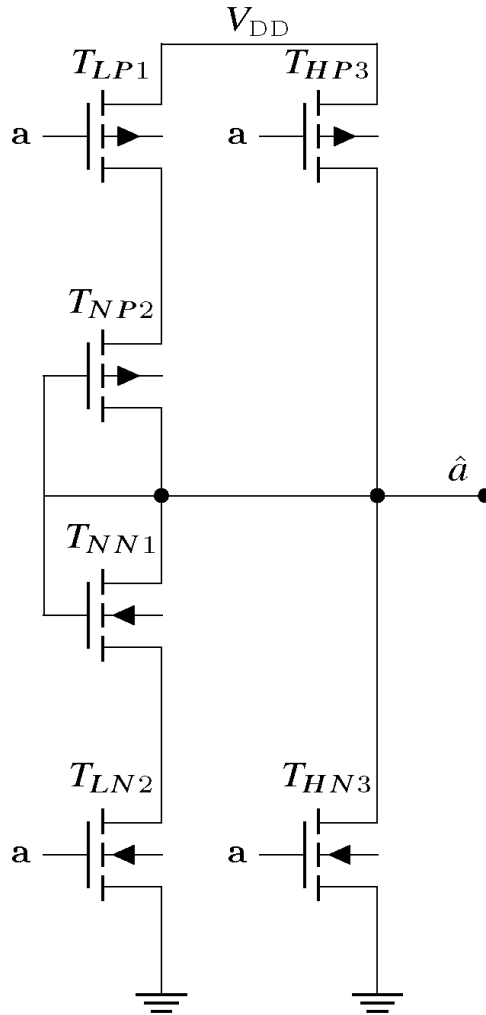 V_DD
T_LP1 T_HP3
a a
T_NP2
â
T_NN1
T_LN2 T_HN3
a a